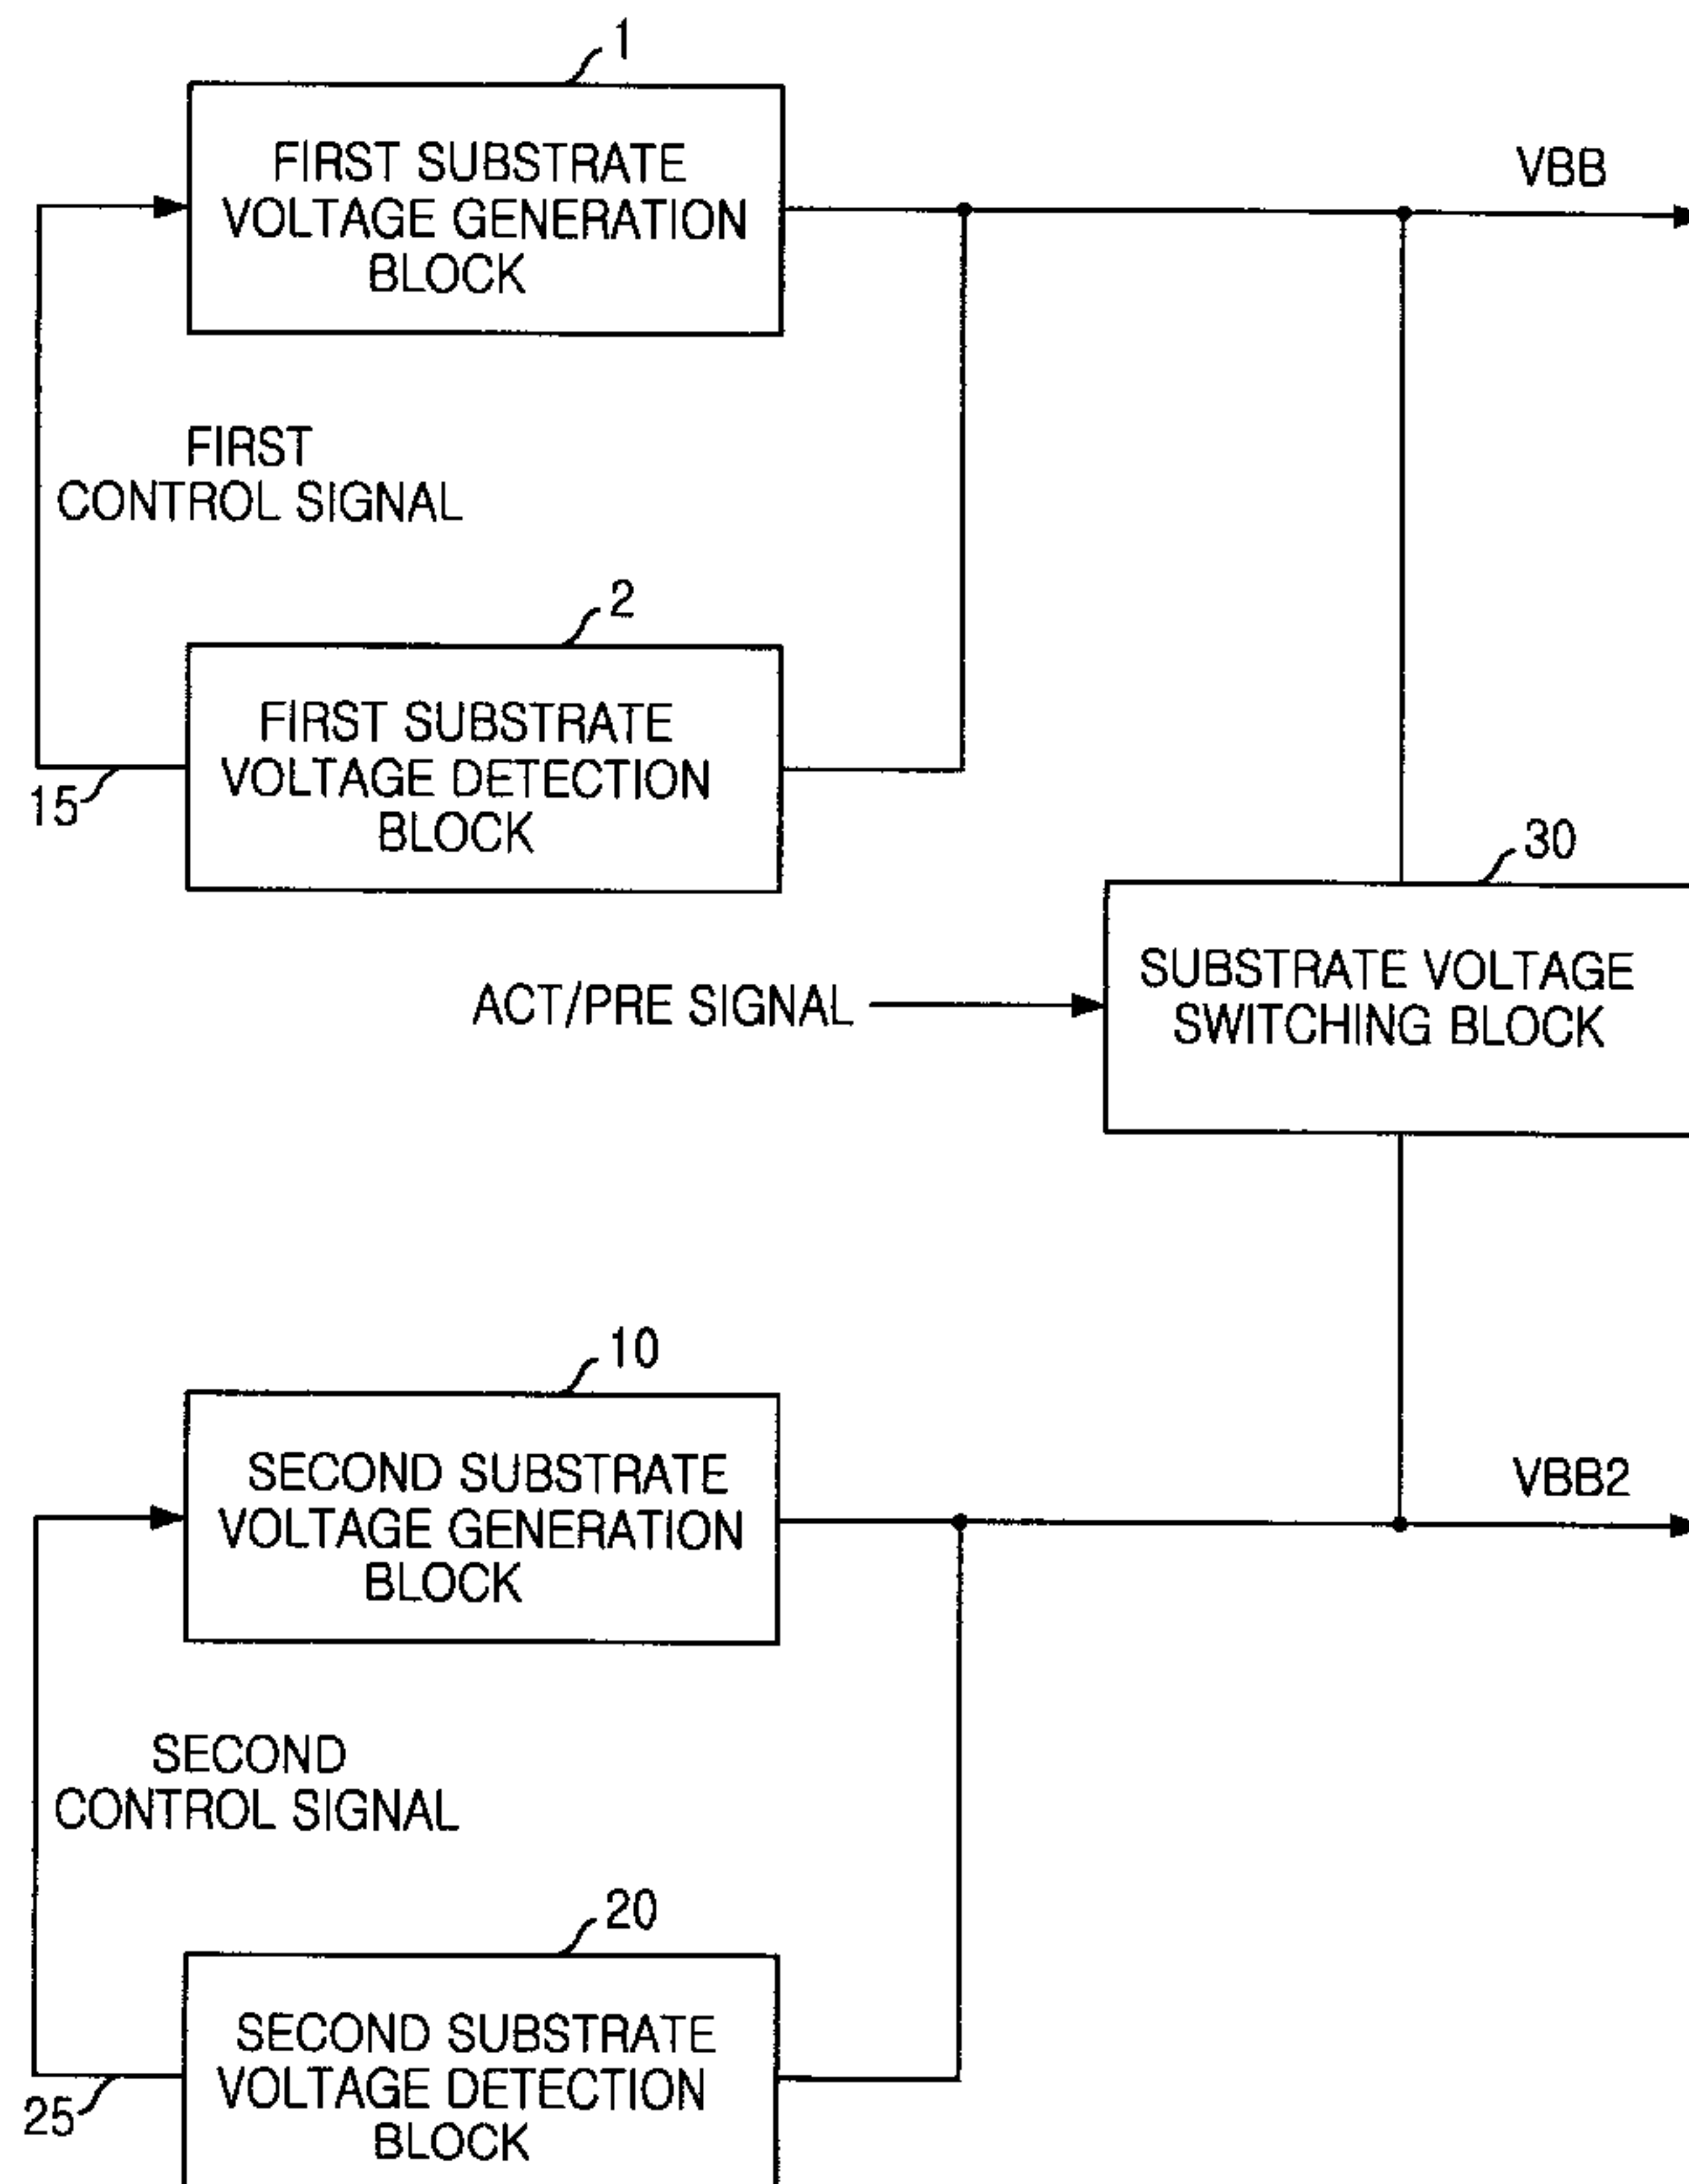 1
FIRST SUBSTRATE
VOLTAGE GENERATION
BLOCK
VBB
FIRST
CONTROL SIGNAL
2
FIRST SUBSTRATE
VOLTAGE DETECTION
BLOCK
15
30
SUBSTRATE VOLTAGE
SWITCHING BLOCK
ACT/PRE SIGNAL
10
SECOND SUBSTRATE
VOLTAGE GENERATION
BLOCK
VBB2
SECOND
CONTROL SIGNAL
20
SECOND SUBSTRATE
VOLTAGE DETECTION
BLOCK
25